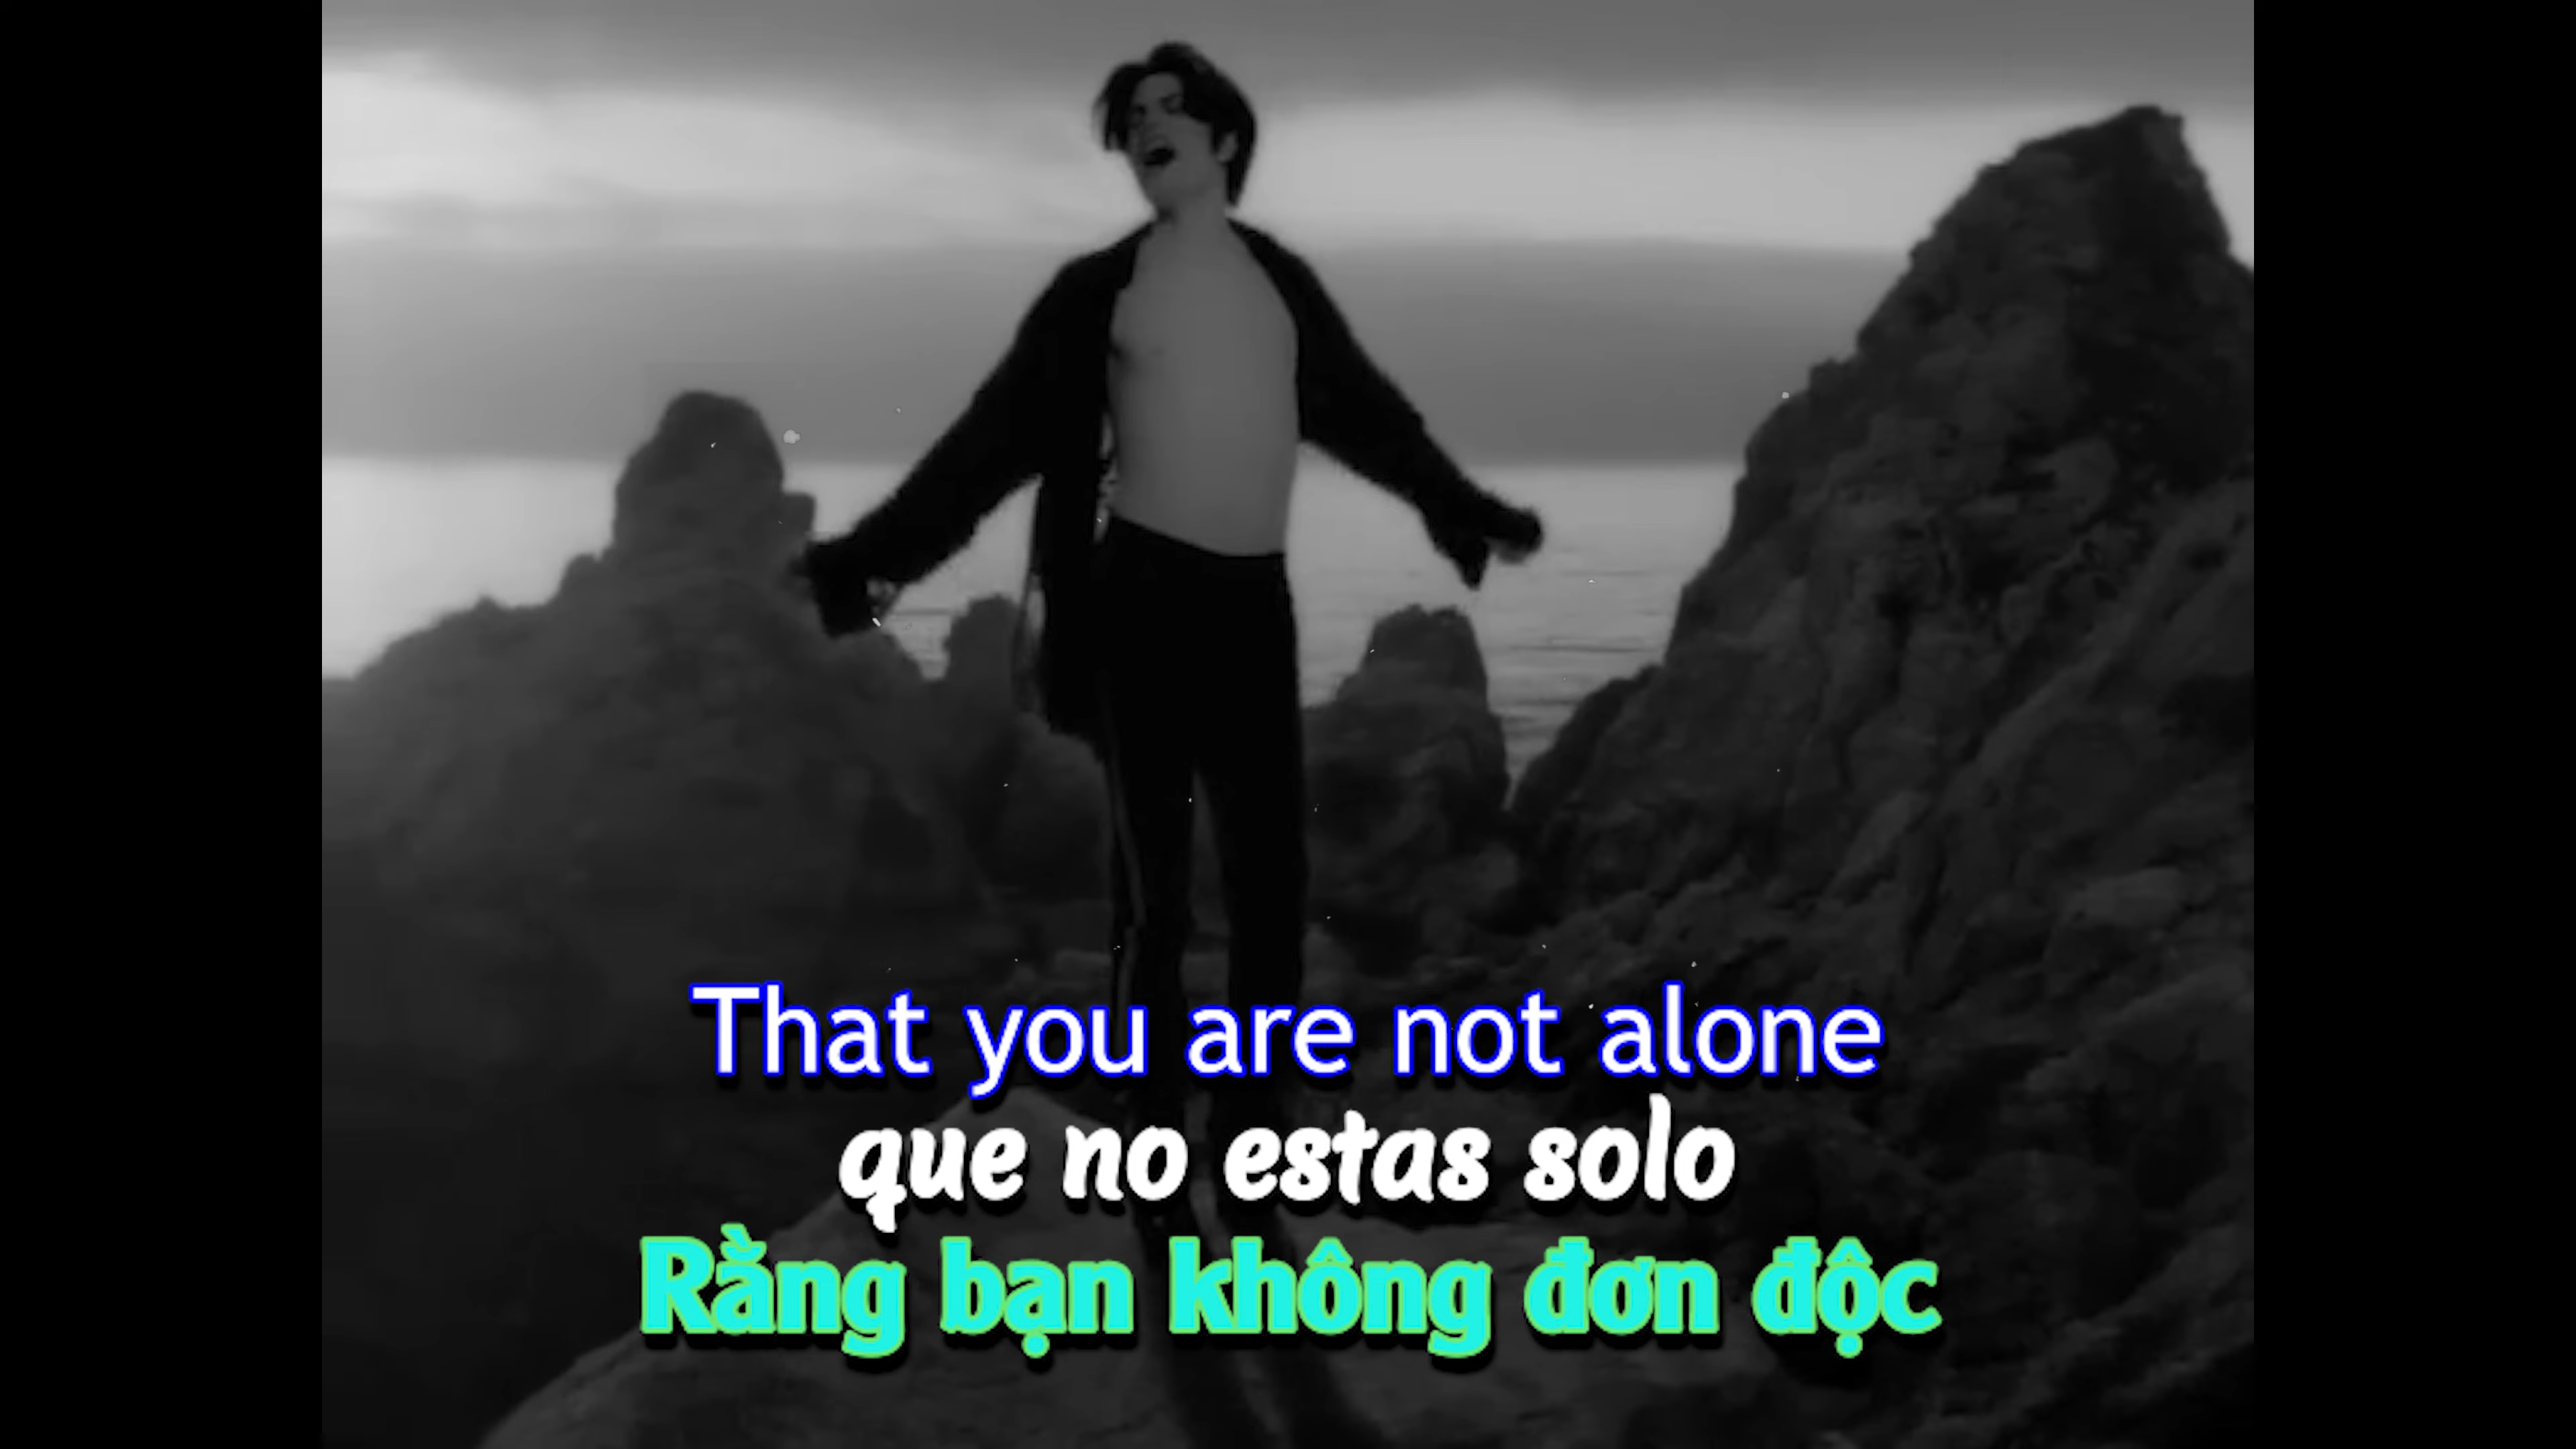 That you are not alone
que no estas solo
Rằng bạn không đơn độc